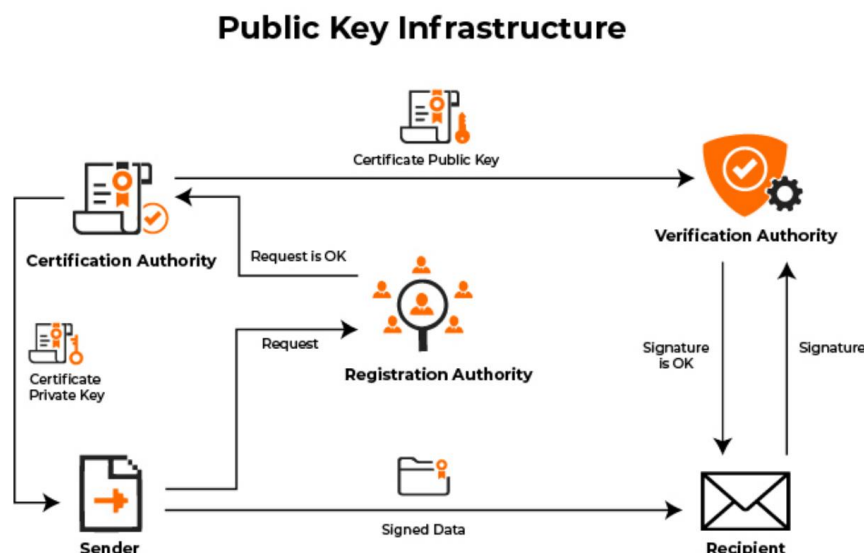 Public Key Infrastructure
Certificate Public Key
Certification Authority
Verification Authority
Request is OK
Request
Registration Authority
Certificate
Private Key
Signature
is OK
Signature
Signed Data
Sender
Recipient